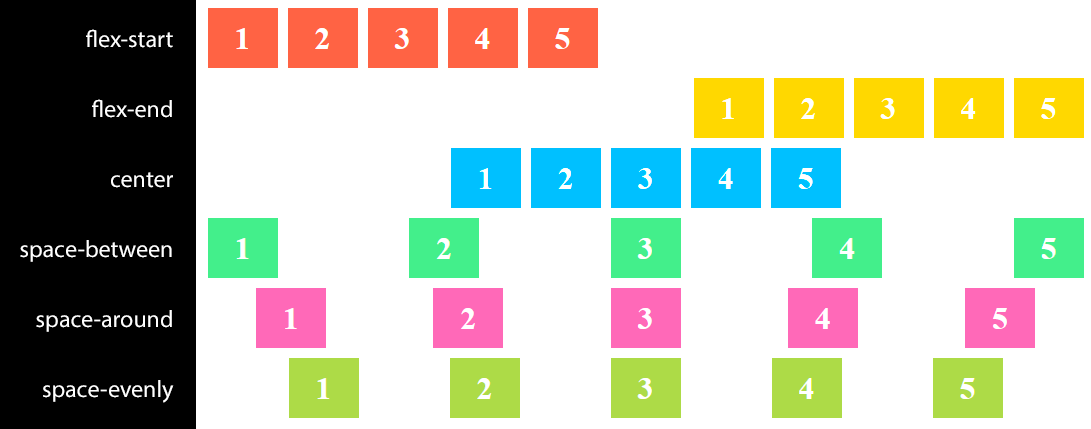 flex-start 1 2 3 4 5
flex-end 1 2 3 4 5
center 1 2 3 4 5
space-between 1 2 3 4 5
space-around 1 2 3 4 5
space-evenly 1 2 3 4 5